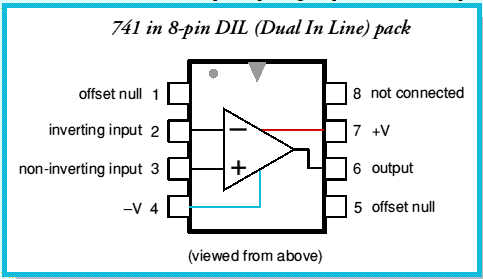 741 in 8-pin DIL (Dual In Line) pack
offset null 1
8 not connected
inverting input 2
7 +V
non-inverting input 3
6 output
–V 4
5 offset null
−
+
(viewed from above)